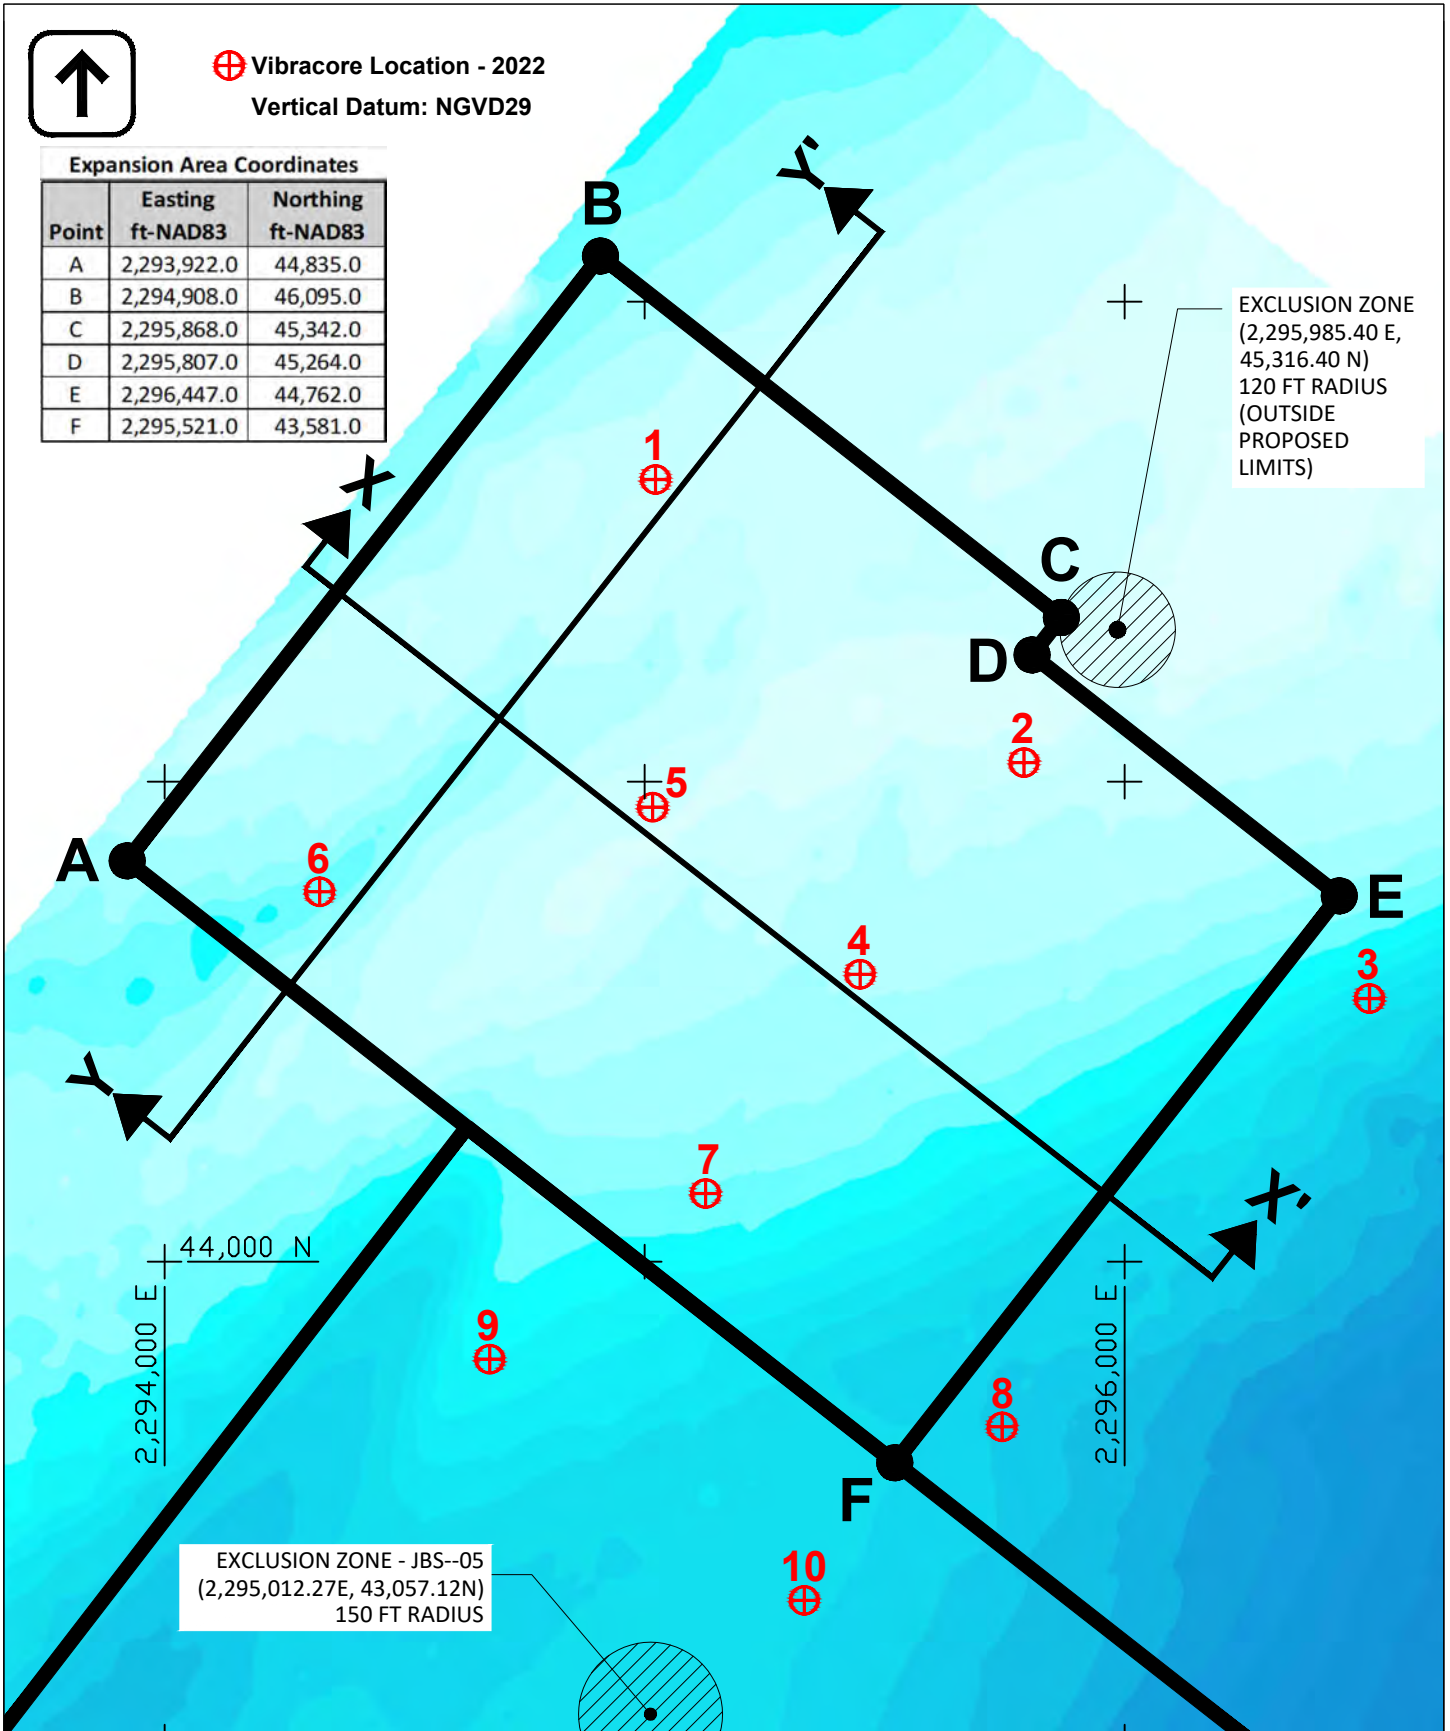 Vibracore Location - 2022
Vertical Datum: NGVD29
Expansion Area Coordinates
Point Easting ft-NAD83 Northing ft-NAD83
A 2,293,922.0 44,835.0
B 2,294,908.0 46,095.0
C 2,295,868.0 45,342.0
D 2,295,807.0 45,264.0
E 2,296,447.0 44,762.0
F 2,295,521.0 43,581.0
Y'
B
EXCLUSION ZONE
(2,295,985.40 E,
45,316.40 N)
120 FT RADIUS
(OUTSIDE
PROPOSED
LIMITS)
1
X
C
D
2
5
A
6
E
4
3
Y
7
X'
44,000 N
2,294,000 E
2,296,000 E
9
8
F
EXCLUSION ZONE - JBS--05
(2,295,012.27E, 43,057.12N)
150 FT RADIUS
10